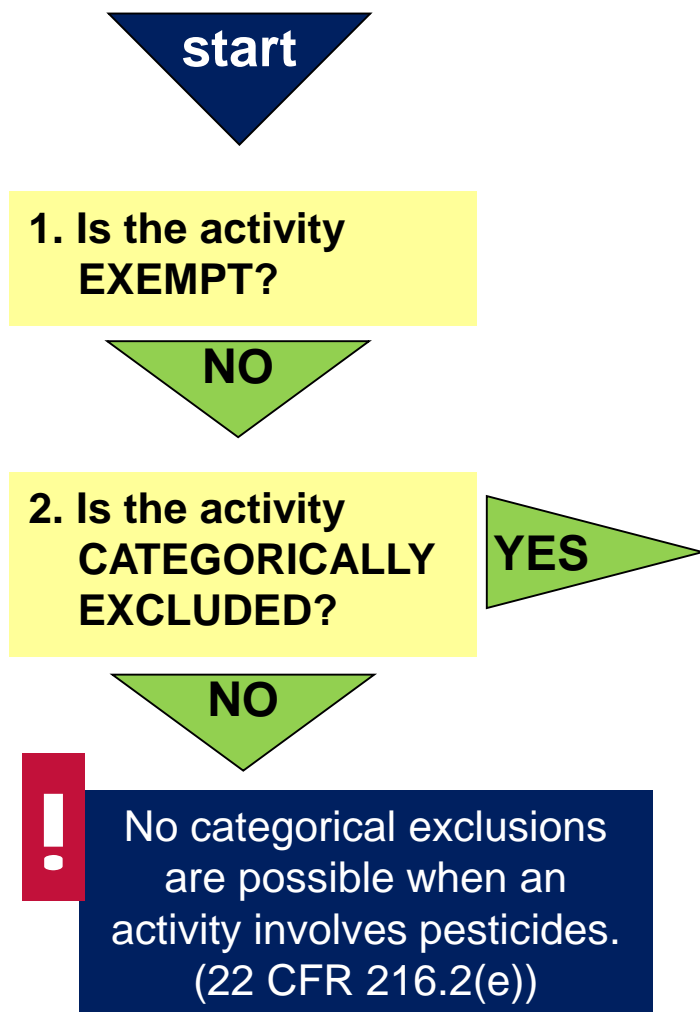 start
1. Is the activity
EXEMPT?
NO
2. Is the activity
CATEGORICALLY
EXCLUDED?
YES
NO
!
No categorical exclusions
are possible when an
activity involves pesticides.
(22 CFR 216.2(e))